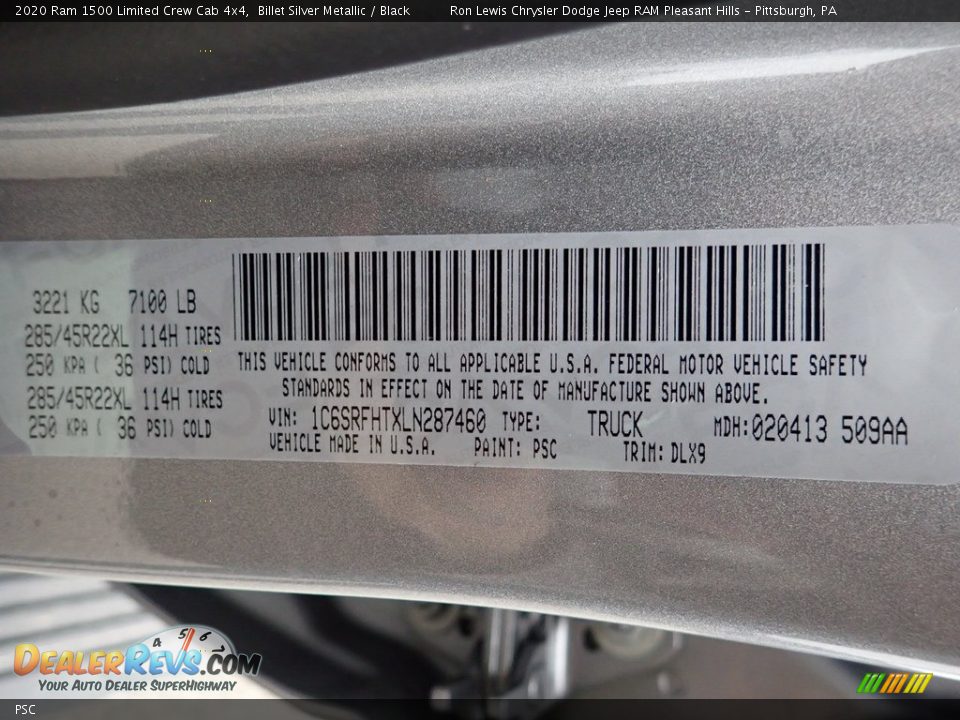 2020 Ram 1500 Limited Crew Cab 4x4, Billet Silver Metallic / Black Ron Lewis Chrysler Dodge Jeep RAM Pleasant Hills - Pittsburgh, PA
3221 KG 7100 LB
285/45R22XL 114H TIRES
250 KPA ( 36 PSI) COLD
285/45R22XL 114H TIRES
250 KPA ( 36 PSI) COLD
THIS VEHICLE CONFORMS TO ALL APPLICABLE U.S.A. FEDERAL MOTOR VEHICLE SAFETY
STANDARDS IN EFFECT ON THE DATE OF MANUFACTURE SHOWN ABOVE.
VIN: 1C6SRFHTXLN287460 TYPE: TRUCK MDH:020413 509AA
VEHICLE MADE IN U.S.A. PAINT: PSC TRIM: DLX9
4 5 6
DEALERREVS.COM
YOUR AUTO DEALER SUPERHIGHWAY
PSC